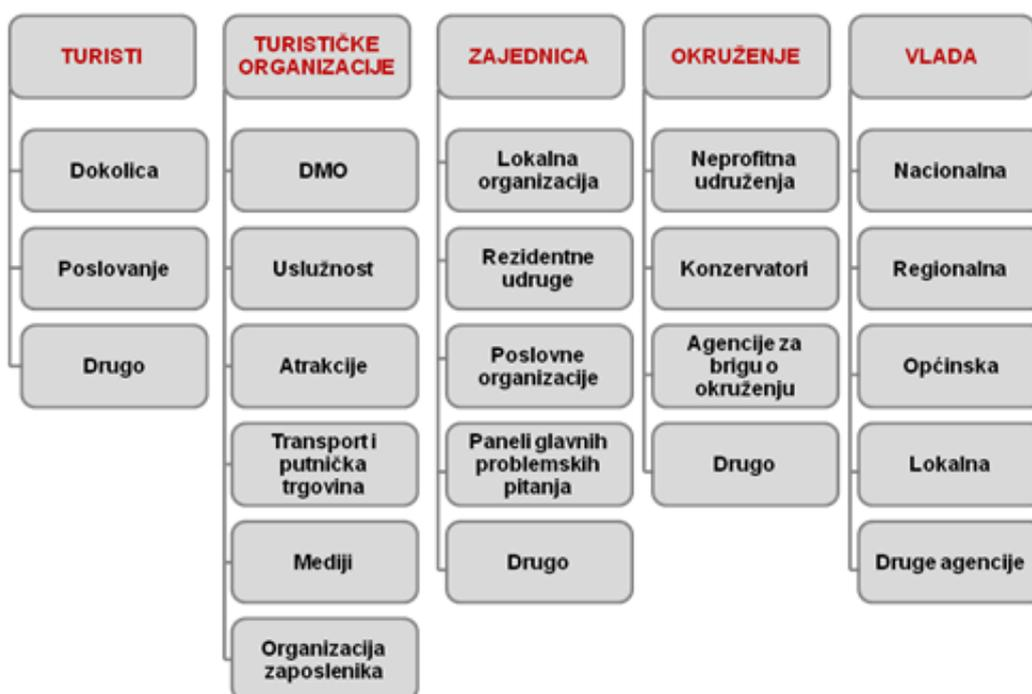 TURISTI
Dokolica
Poslovanje
Drugo
TURISTIČKE
ORGANIZACIJE
DMO
Uslužnost
Atrakcije
Transport i
putnička
trgovina
Mediji
Organizacija
zaposlenika
ZAJEDNICA
Lokalna
organizacija
Rezidentne
udruge
Poslovne
organizacije
Paneli glavnih
problemskih
pitanja
Drugo
OKRUŽENJE
Neprofitna
udruženja
Konzervatori
Agencije za
brigu o
okruženju
Drugo
VLADA
Nacionalna
Regionalna
Općinska
Lokalna
Druge agencije